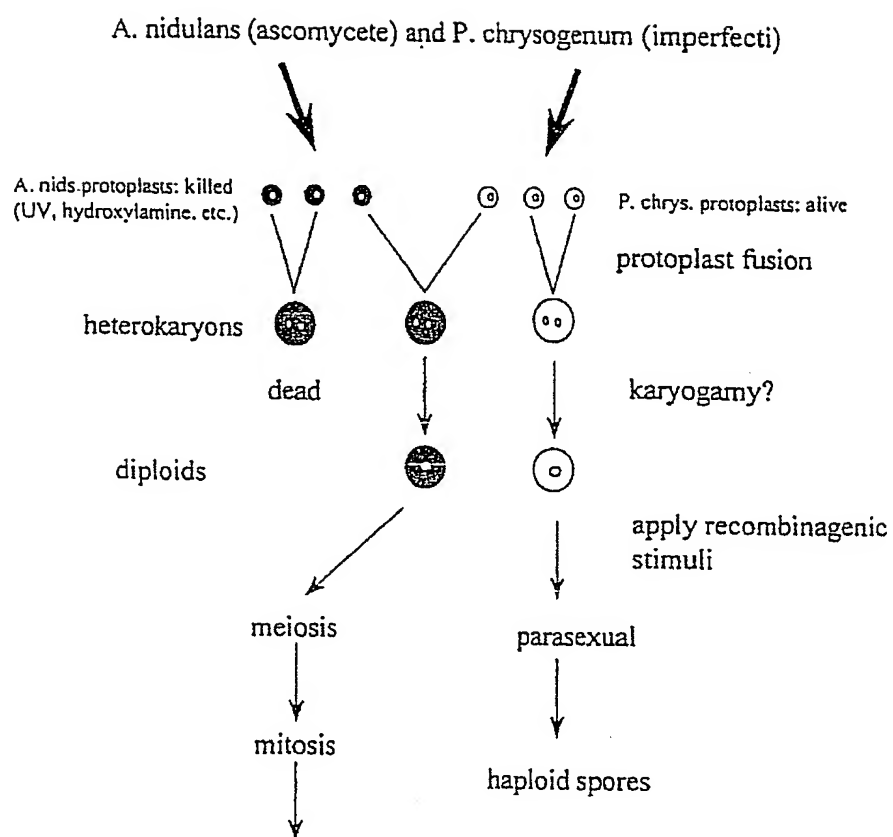 A. nidulans (ascomycete) and P. chrysogenum (imperfecti)
A. nids.protoplasts: killed
(UV, hydroxylamine. etc.)
P. chrys. protoplasts: alive
protoplast fusion
heterokaryons
dead
karyogamy?
diploids
apply recombinagenic
stimuli
meiosis
parasexual
mitosis
haploid spores